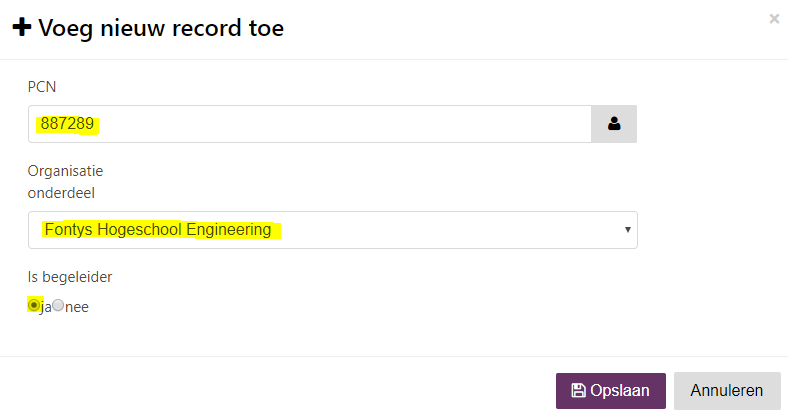 Voeg nieuw record toe
×
PCN
887289
Organisatie
onderdeel
Fontys Hogeschool Engineering
Is begeleider
ja nee
Opslaan Annuleren